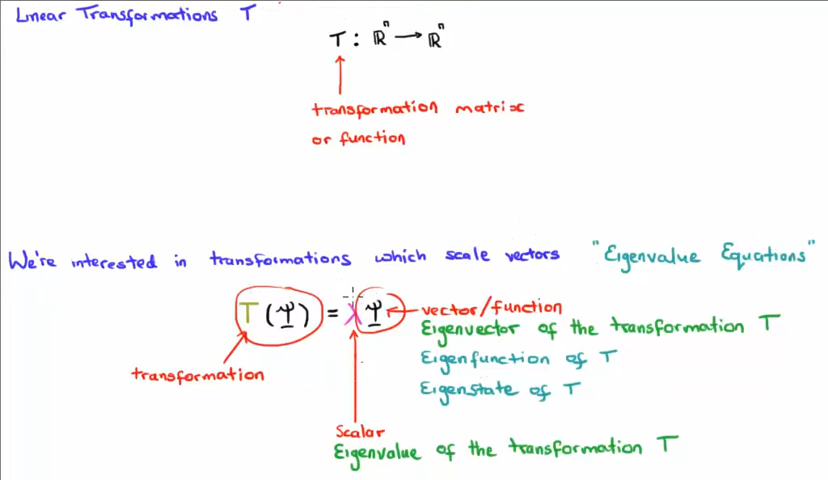 Linear Transformations T
T : ℝⁿ → ℝⁿ
transformation matrix
or function
We're interested in transformations which scale vectors "Eigenvalue Equations"
T (Ψ) = λ Ψ vector/function
Eigenvector of the transformation T
transformation
Eigenfunction of T
Eigenstate of T
Scalar
Eigenvalue of the transformation T